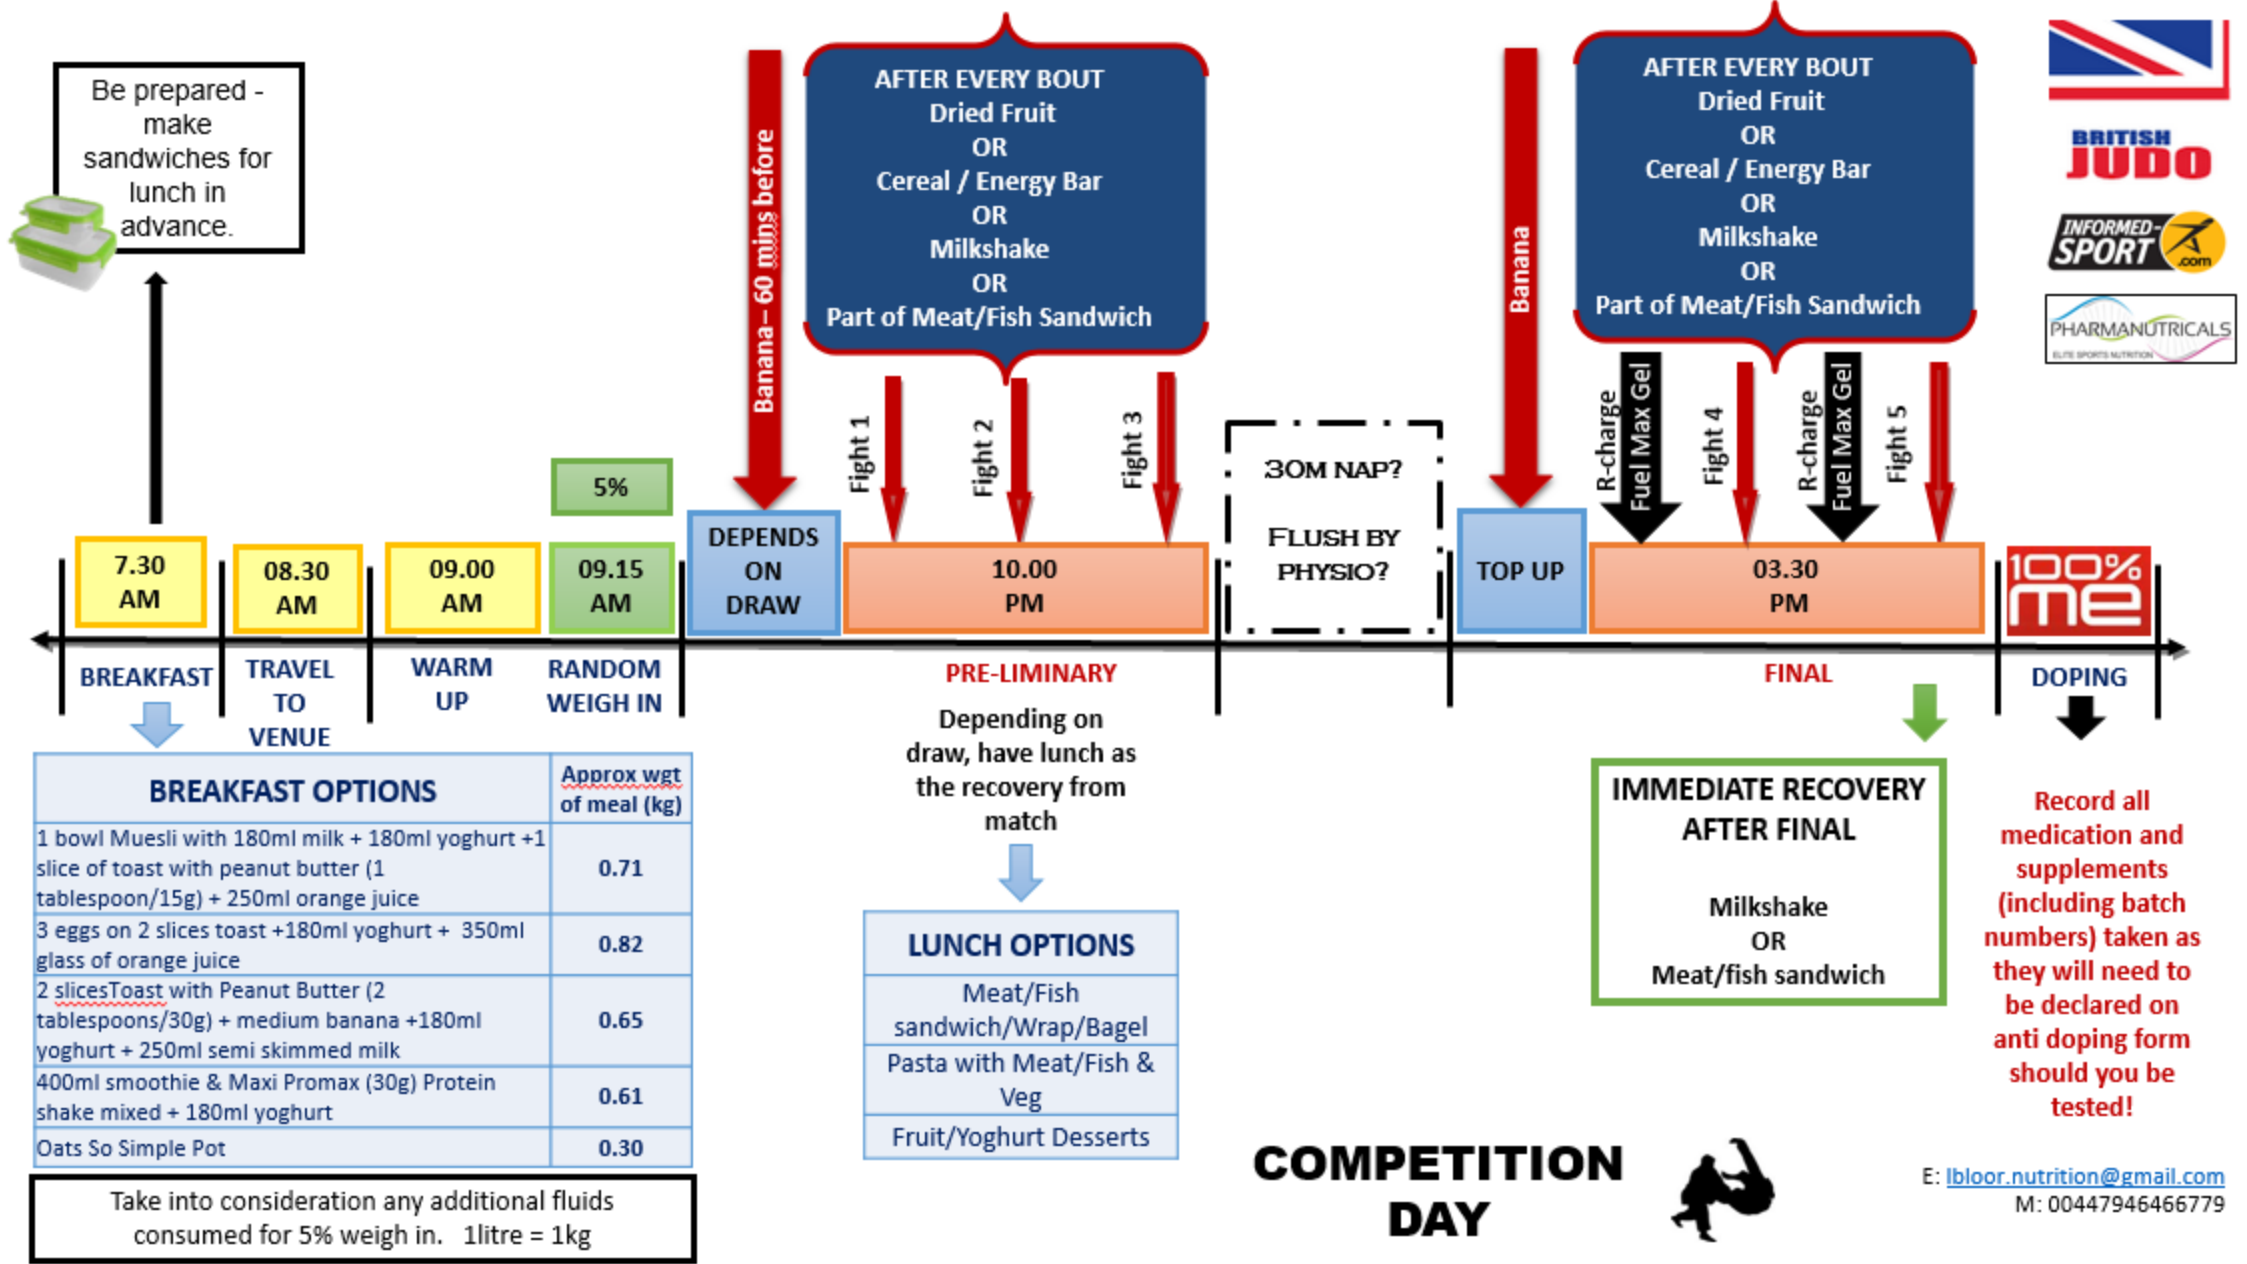 Be prepared -
make
sandwiches for
lunch in
advance.
Banana– 60 mins before
AFTER EVERY BOUT
Dried Fruit
OR
Cereal / Energy Bar
OR
Milkshake
OR
Part of Meat/Fish Sandwich
Banana
AFTER EVERY BOUT
Dried Fruit
OR
Cereal / Energy Bar
OR
Milkshake
OR
Part of Meat/Fish Sandwich
BRITISH
JUDO
INFORMED-
SPORT
.com
PHARMANUTRICALS
ELITE SPORTS NUTRITION
Fight 1
Fight 2
Fight 3
R-charge
Fuel Max Gel
Fight 4
R-charge
Fuel Max Gel
Fight 5
5%
7.30
AM
08.30
AM
09.00
AM
09.15
AM
DEPENDS
ON
DRAW
10.00
PM
30M NAP?
FLUSH BY
PHYSIO?
TOP UP
03.30
PM
100%
me
BREAKFAST
TRAVEL
TO
VENUE
WARM
UP
RANDOM
WEIGH IN
PRE-LIMINARY
FINAL
DOPING
BREAKFAST OPTIONS
Approx wgt
of meal (kg)
1 bowl Muesli with 180ml milk + 180ml yoghurt +1
slice of toast with peanut butter (1
tablespoon/15g) + 250ml orange juice
0.71
3 eggs on 2 slices toast +180ml yoghurt + 350ml
glass of orange juice
0.82
2 slicesToast with Peanut Butter (2
tablespoons/30g) + medium banana +180ml
yoghurt + 250ml semi skimmed milk
0.65
400ml smoothie & Maxi Promax (30g) Protein
shake mixed + 180ml yoghurt
0.61
Oats So Simple Pot
0.30
Take into consideration any additional fluids
consumed for 5% weigh in. 1litre = 1kg
Depending on
draw, have lunch as
the recovery from
match
LUNCH OPTIONS
Meat/Fish
sandwich/Wrap/Bagel
Pasta with Meat/Fish &
Veg
Fruit/Yoghurt Desserts
IMMEDIATE RECOVERY
AFTER FINAL
Milkshake
OR
Meat/fish sandwich
Record all
medication and
supplements
(including batch
numbers) taken as
they will need to
be declared on
anti doping form
should you be
tested!
COMPETITION
DAY
E: lbloor.nutrition@gmail.com
M: 00447946466779